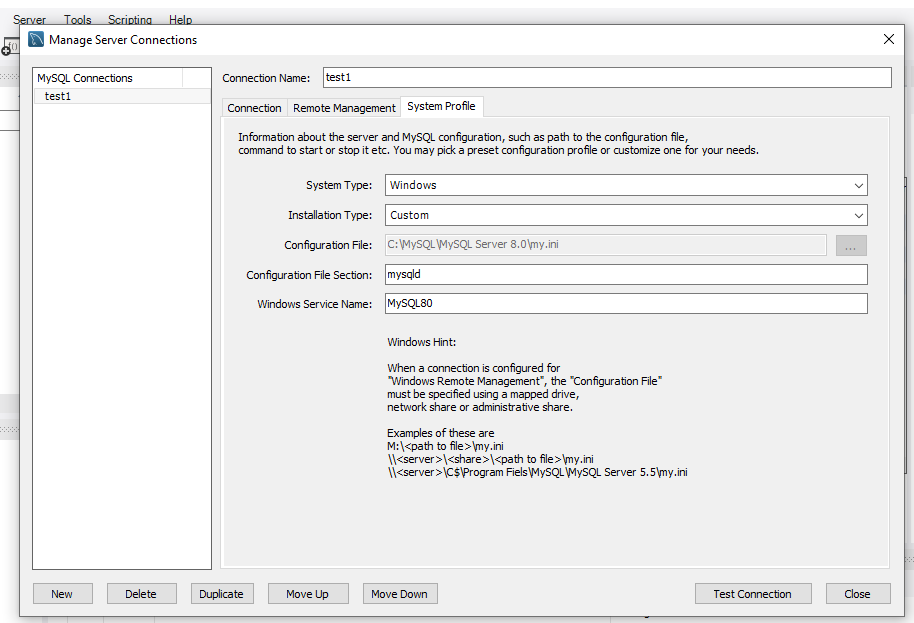 Server Tools Scripting Help
Manage Server Connections
MySQL Connections
test1
Connection Name: test1
Connection Remote Management System Profile
Information about the server and MySQL configuration, such as path to the configuration file,
command to start or stop it etc. You may pick a preset configuration profile or customize one for your needs.
System Type: Windows
Installation Type: Custom
Configuration File: C:\MySQL\MySQL Server 8.0\my.ini ...
Configuration File Section: mysqld
Windows Service Name: MySQL80
Windows Hint:
When a connection is configured for
"Windows Remote Management", the "Configuration File"
must be specified using a mapped drive,
network share or administrative share.
Examples of these are
M:\<path to file>\my.ini
\\<server>\<share>\<path to file>\my.ini
\\<server>\C$\Program Fiels\MySQL\MySQL Server 5.5\my.ini
New Delete Duplicate Move Up Move Down Test Connection Close